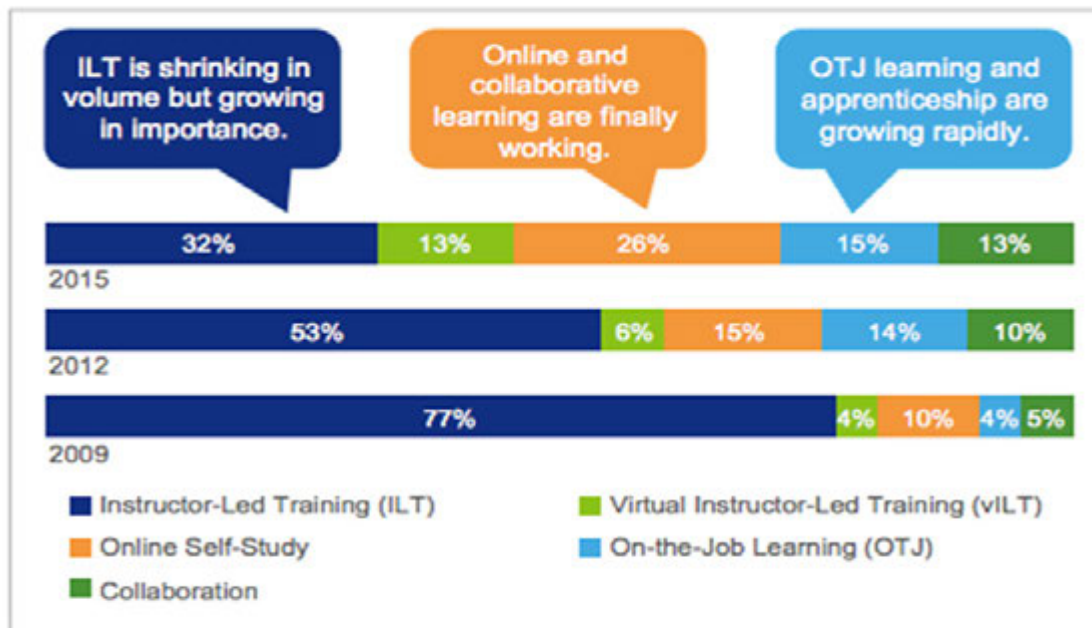 ILT is shrinking in
volume but growing
in importance.
Online and
collaborative
learning are finally
working.
OTJ learning and
apprenticeship are
growing rapidly.
32% 13% 26% 15% 13%
2015
53% 6% 15% 14% 10%
2012
77% 4% 10% 4% 5%
2009
Instructor-Led Training (ILT)
Virtual Instructor-Led Training (vILT)
Online Self-Study
On-the-Job Learning (OTJ)
Collaboration